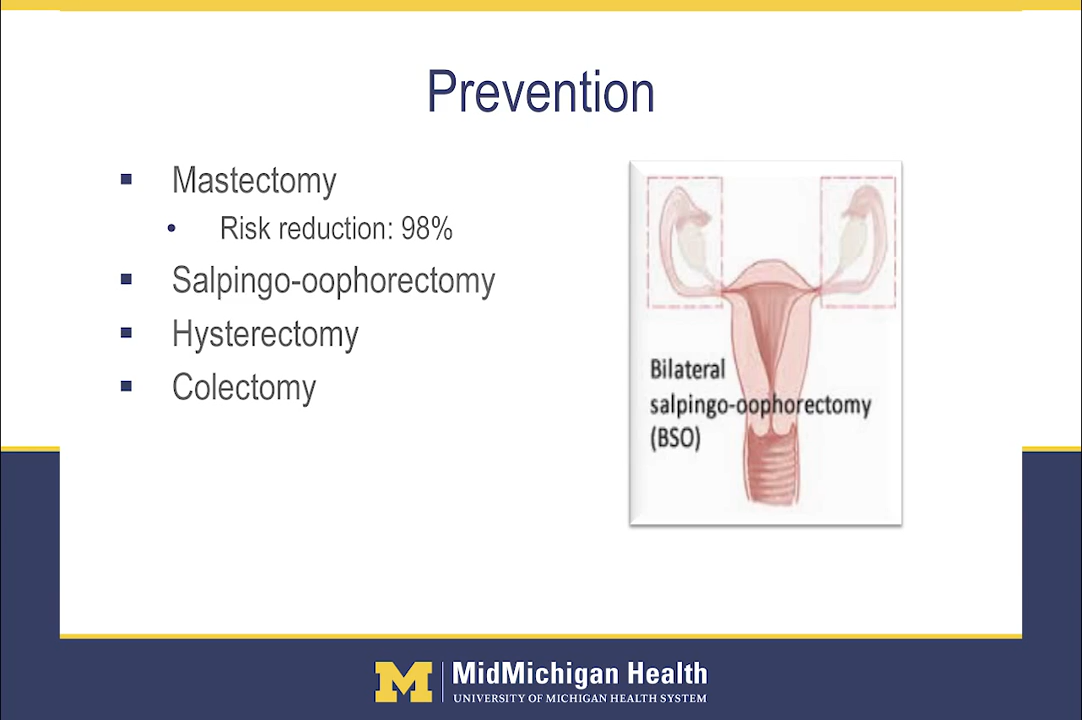 Prevention
Mastectomy
Risk reduction: 98%
Salpingo-oophorectomy
Hysterectomy
Colectomy
Bilateral
salpingo-oophorectomy
(BSO)
M
MidMichigan Health
UNIVERSITY OF MICHIGAN HEALTH SYSTEM